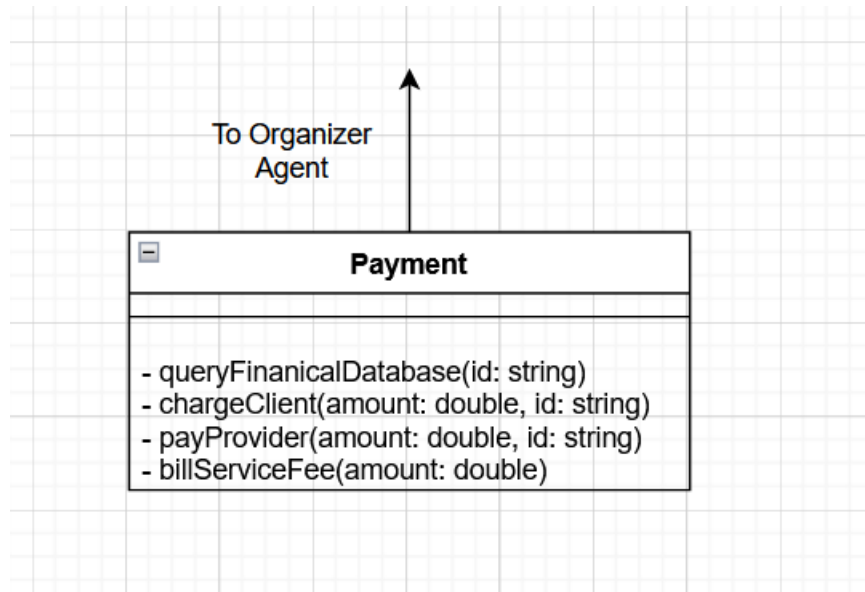 To Organizer
Agent
Payment
- queryFinanicalDatabase(id: string)
- chargeClient(amount: double, id: string)
- payProvider(amount: double, id: string)
- billServiceFee(amount: double)